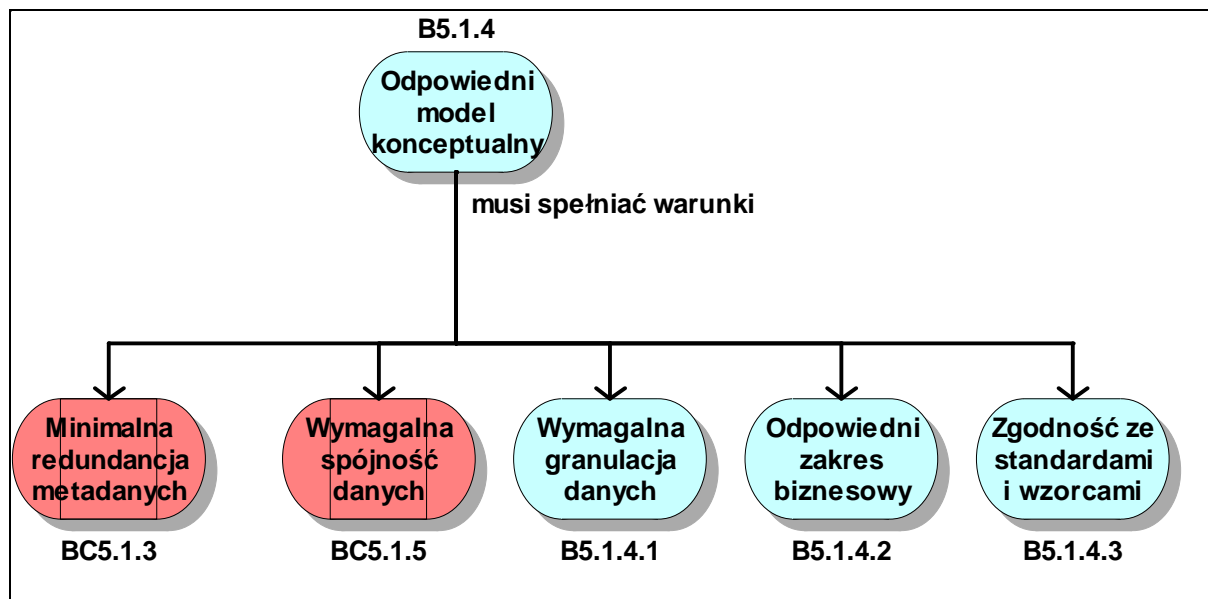 B5.1.4
Odpowiedni
model
konceptualny
musi spełniać warunki
Minimalna
redundancja
metadanych
BC5.1.3
Wymagalna
spójność
danych
BC5.1.5
Wymagalna
granulacja
danych
B5.1.4.1
Odpowiedni
zakres
biznesowy
B5.1.4.2
Zgodność ze
standardami
i wzorcami
B5.1.4.3